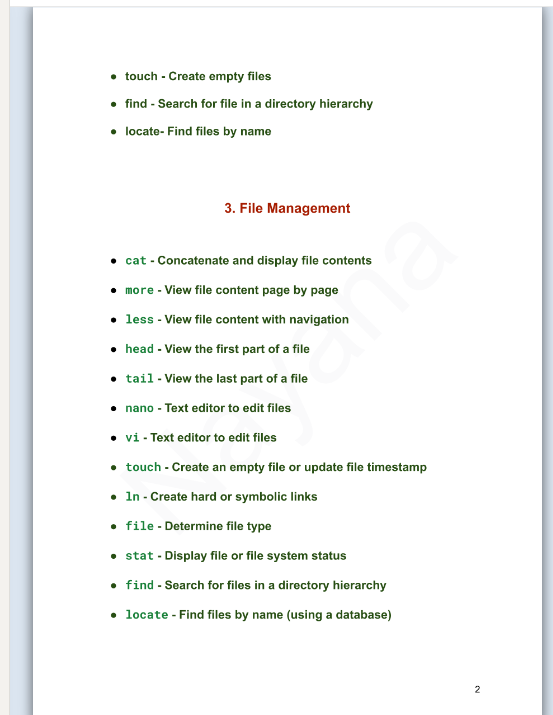 ● touch - Create empty files
● find - Search for file in a directory hierarchy
● locate- Find files by name
3. File Management
● cat - Concatenate and display file contents
● more - View file content page by page
● less - View file content with navigation
● head - View the first part of a file
● tail - View the last part of a file
● nano - Text editor to edit files
● vi - Text editor to edit files
● touch - Create an empty file or update file timestamp
● ln - Create hard or symbolic links
● file - Determine file type
● stat - Display file or file system status
● find - Search for files in a directory hierarchy
● locate - Find files by name (using a database)
Nayana
2